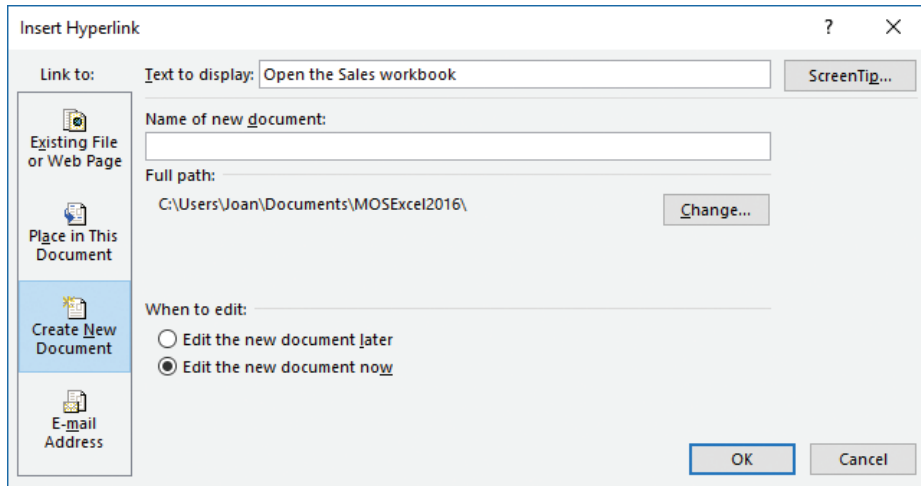 Insert Hyperlink
?
Link to:
Text to display:
Open the Sales workbook
ScreenTip...
Existing File
or Web Page
Place in This
Document
Create New
Document
E-mail
Address
Name of new document:
Full path:
C:\Users\Joan\Documents\MOSExcel2016\
Change...
When to edit:
Edit the new document later
Edit the new document now
OK
Cancel